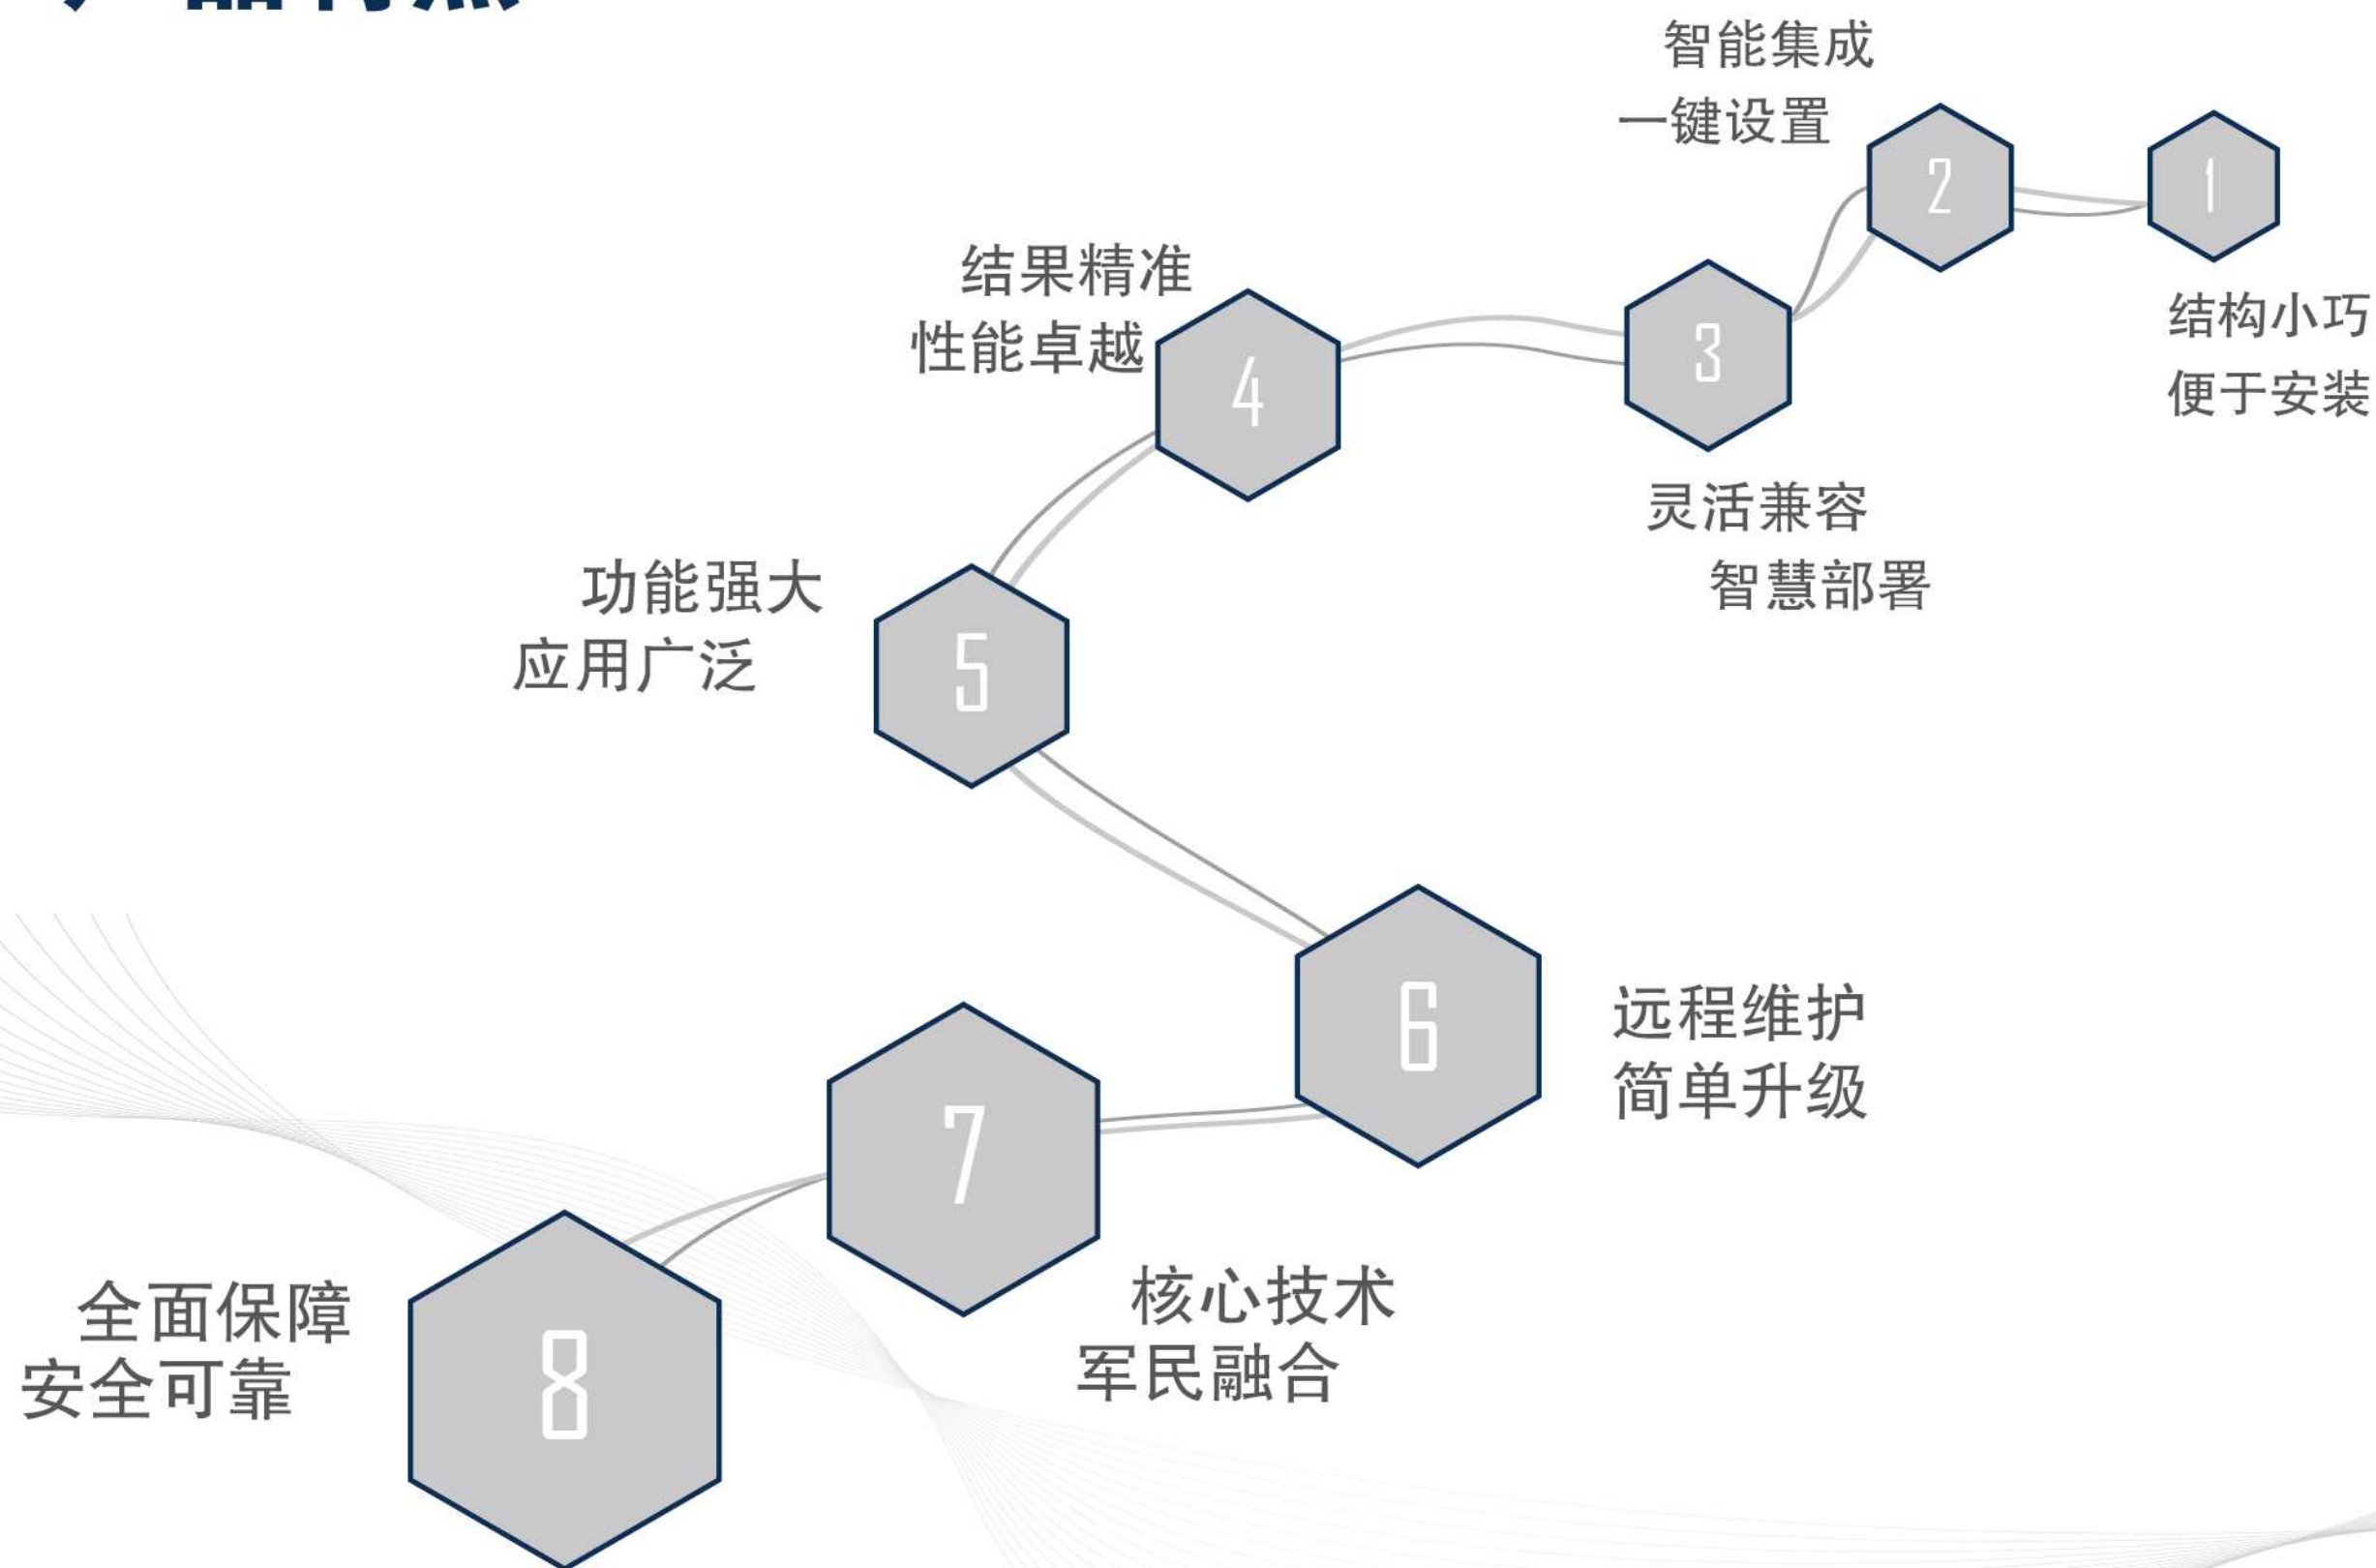 智能集成
一键设置
2
1
结构小巧
便于安装
3
灵活兼容
智慧部署
结果精准
性能卓越
4
功能强大
应用广泛
5
6
远程维护
简单升级
7
核心技术
军民融合
8
全面保障
安全可靠